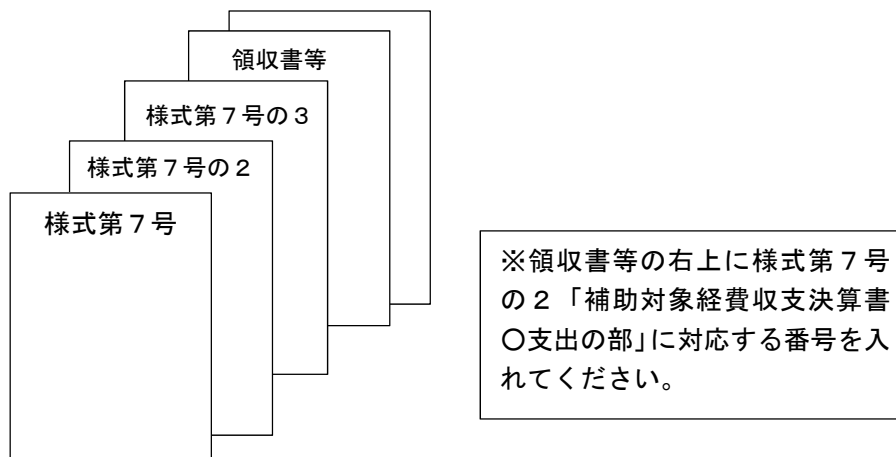 領収書等
様式第７号の３
様式第７号の２
様式第７号
※領収書等の右上に様式第７号
の２「補助対象経費収支決算書
〇支出の部」に対応する番号を入
れてください。